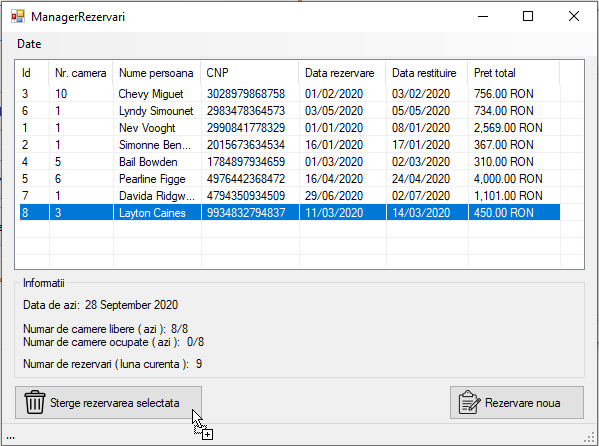 ManagerRezervari
Date
Id Nr. camera Nume persoana CNP Data rezervare Data restituire Pret total
3 10 Chevy Miguet 3028979868758 01/02/2020 03/02/2020 756.00 RON
6 1 Lyndy Simounet 2983478364573 03/05/2020 05/05/2020 734.00 RON
1 1 Nev Vooght 2990841778329 01/01/2020 08/01/2020 2,569.00 RON
2 1 Simonne Ben... 2015673634534 16/01/2020 17/01/2020 367.00 RON
4 5 Bail Bowden 1784897934659 01/03/2020 02/03/2020 310.00 RON
5 6 Pearline Figge 4976442368472 16/04/2020 24/04/2020 4,000.00 RON
7 1 Davida Ridgw... 4794350934509 29/06/2020 02/07/2020 1,101.00 RON
8 3 Layton Caines 9934832794837 11/03/2020 14/03/2020 450.00 RON
Informatii
Data de azi: 28 September 2020
Numar de camere libere ( azi ): 8/8
Numar de camere ocupate ( azi ): 0/8
Numar de rezervari ( luna curenta ): 9
Sterge rezervarea selectata Rezervare noua
...